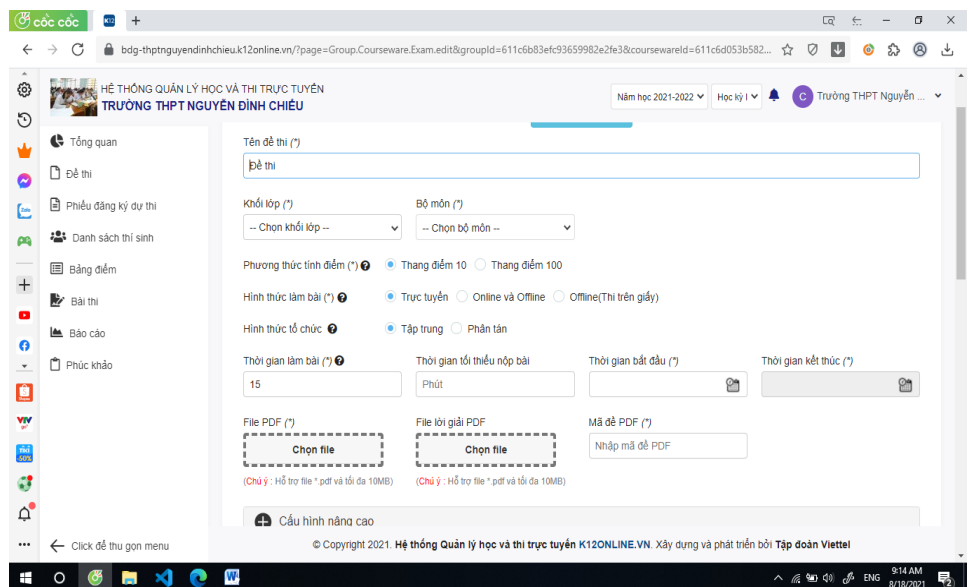 cốc cốc
K12
bdg-thptnguyendinhchieu.k12online.vn/?page=Group.Courseware.Exam.edit&groupId=611c6b83efc93659982e2fe3&coursewareId=611c6d053b582...
HỆ THỐNG QUẢN LÝ HỌC VÀ THI TRỰC TUYẾN
TRƯỜNG THPT NGUYỄN ĐÌNH CHIỂU
Năm học 2021-2022
Học kỳ I
C
Trường THPT Nguyễn ...
Tổng quan
Đề thi
Phiếu đăng ký dự thi
Danh sách thí sinh
Bảng điểm
Bài thi
Báo cáo
Phúc khảo
Tên đề thi (*)
Đề thi
Khối lớp (*) Bộ môn (*)
-- Chọn khối lớp -- -- Chọn bộ môn --
Phương thức tính điểm (*) Thang điểm 10 Thang điểm 100
Hình thức làm bài (*) Trực tuyến Online và Offline Offline(Thi trên giấy)
Hình thức tổ chức Tập trung Phân tán
Thời gian làm bài (*) Thời gian tối thiểu nộp bài Thời gian bắt đầu (*) Thời gian kết thúc (*)
15 Phút
File PDF (*) File lời giải PDF Mã đề PDF (*)
Chọn file Chọn file Nhập mã đề PDF
(Chú ý : Hỗ trợ file *.pdf và tối đa 10MB) (Chú ý : Hỗ trợ file *.pdf và tối đa 10MB)
Cấu hình nâng cao
Click để thu gọn menu
© Copyright 2021. Hệ thống Quản lý học và thi trực tuyến K12ONLINE.VN. Xây dựng và phát triển bởi Tập đoàn Viettel
ENG
9:14 AM
8/18/2021